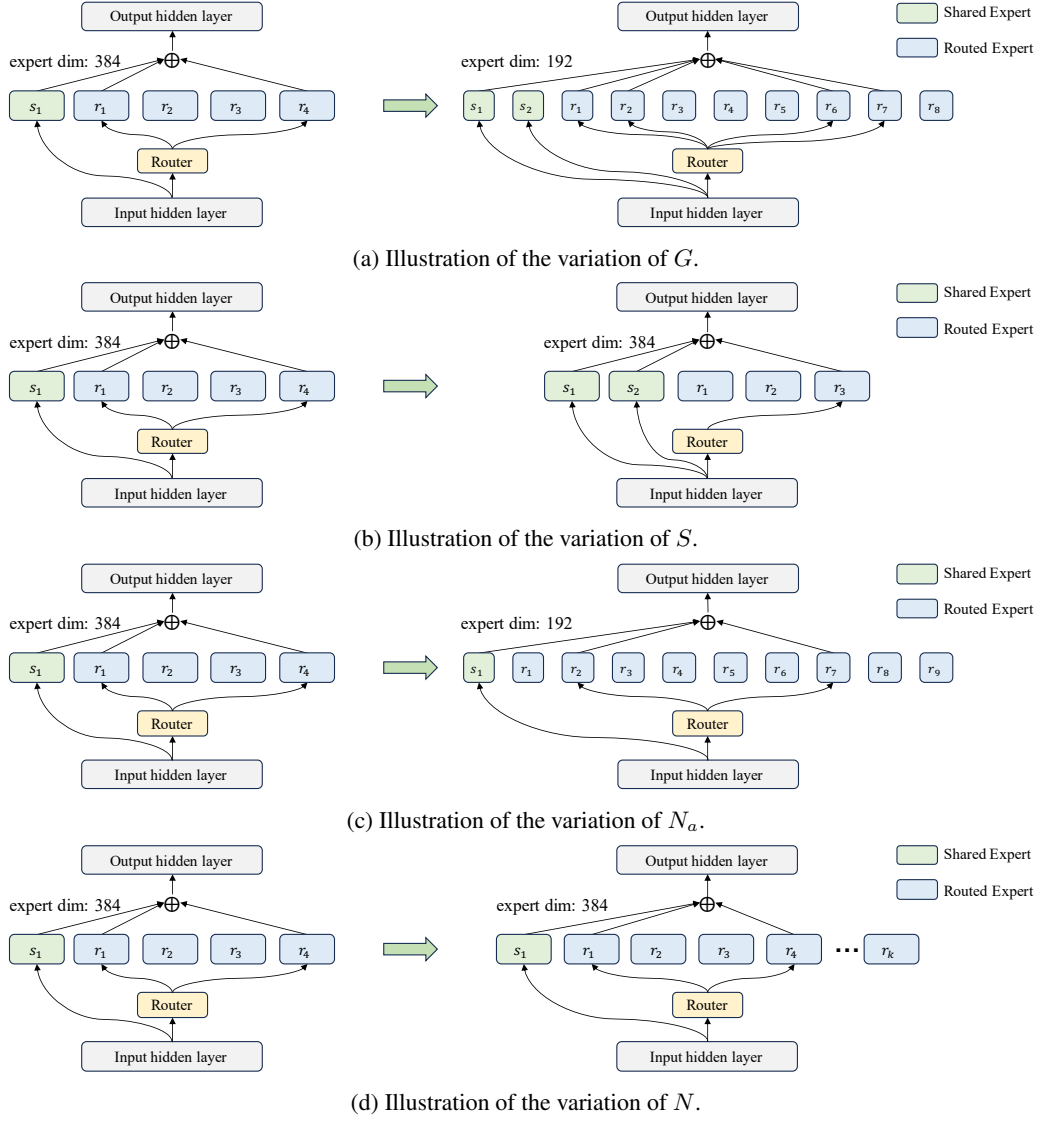 Output hidden layer
Output hidden layer
Shared Expert
Routed Expert
expert dim: 384
expert dim: 192
⊕
⊕
s₁ r₁ r₂ r₃ r₄
s₁ s₂ r₁ r₂ r₃ r₄ r₅ r₆ r₇ r₈
Router
Router
Input hidden layer
Input hidden layer
(a) Illustration of the variation of G.
Output hidden layer
Output hidden layer
Shared Expert
Routed Expert
expert dim: 384
expert dim: 384
⊕
⊕
s₁ r₁ r₂ r₃ r₄
s₁ s₂ r₁ r₂ r₃
Router
Router
Input hidden layer
Input hidden layer
(b) Illustration of the variation of S.
Output hidden layer
Output hidden layer
Shared Expert
Routed Expert
expert dim: 384
expert dim: 192
⊕
⊕
s₁ r₁ r₂ r₃ r₄
s₁ r₁ r₂ r₃ r₄ r₅ r₆ r₇ r₈ r₉
Router
Router
Input hidden layer
Input hidden layer
(c) Illustration of the variation of Nₐ.
Output hidden layer
Output hidden layer
Shared Expert
Routed Expert
expert dim: 384
expert dim: 384
⊕
⊕
s₁ r₁ r₂ r₃ r₄
s₁ r₁ r₂ r₃ r₄ ... rₖ
Router
Router
Input hidden layer
Input hidden layer
(d) Illustration of the variation of N.